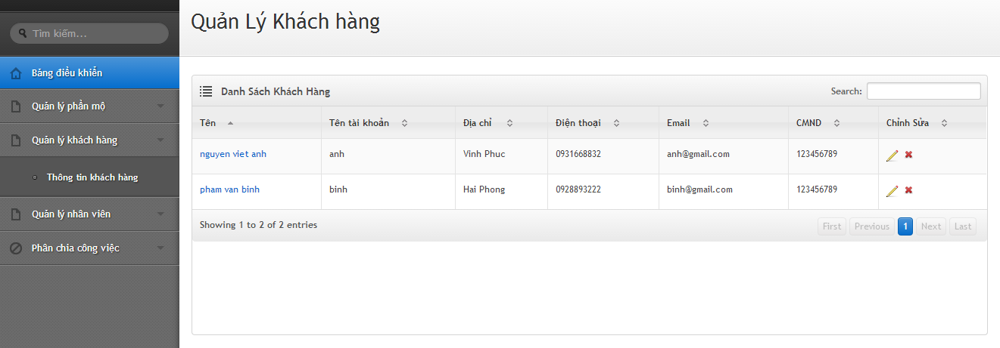 Quản Lý Khách hàng
Tìm kiếm...
Bảng điều khiển
Quản lý phần mộ
Quản lý khách hàng
Thông tin khách hàng
Quản lý nhân viên
Phân chia công việc
Danh Sách Khách Hàng Search:
Tên Tên tài khoản Địa chỉ Điện thoại Email CMND Chỉnh Sửa
nguyen viet anh anh Vinh Phuc 0931668832 anh@gmail.com 123456789
pham van binh binh Hai Phong 0928893222 binh@gmail.com 123456789
Showing 1 to 2 of 2 entries First Previous 1 Next Last